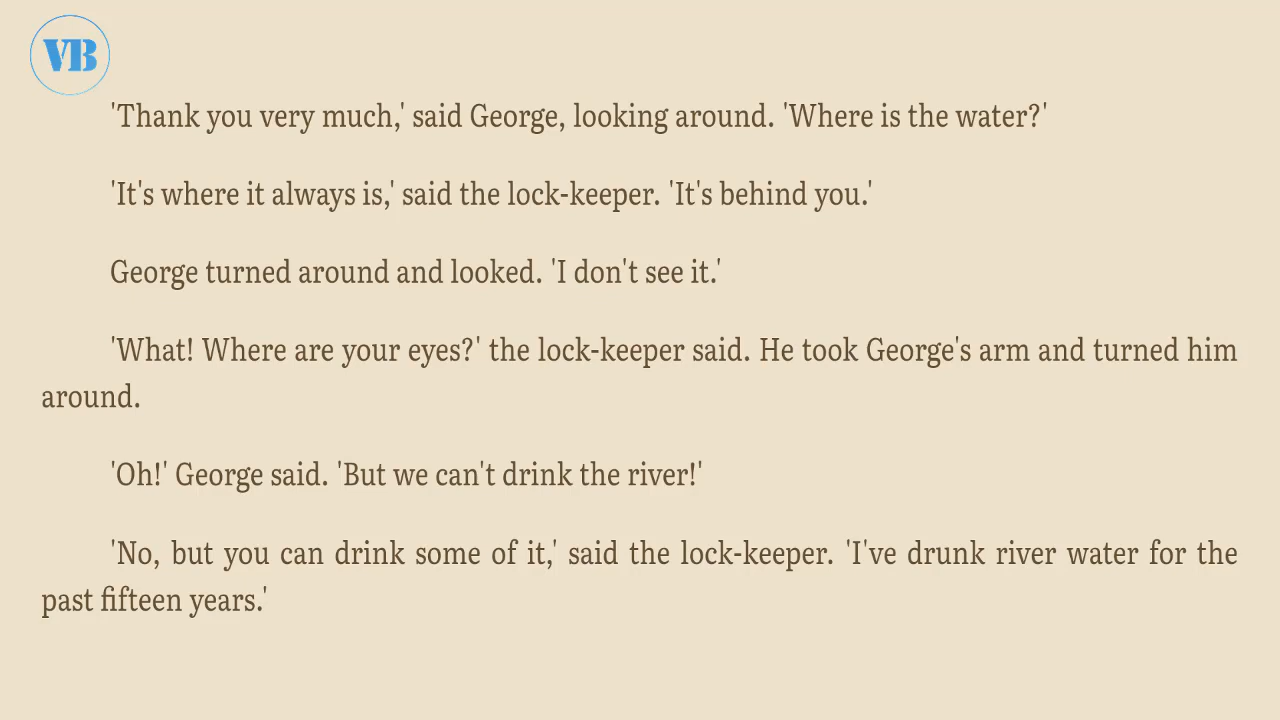 VB
'Thank you very much,' said George, looking around. 'Where is the water?'
'It's where it always is,' said the lock-keeper. 'It's behind you.'
George turned around and looked. 'I don't see it.'
'What! Where are your eyes?' the lock-keeper said. He took George's arm and turned him
around.
'Oh!' George said. 'But we can't drink the river!'
'No, but you can drink some of it,' said the lock-keeper. 'I've drunk river water for the
past fifteen years.'